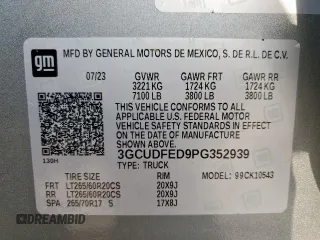 gm
MFD BY GENERAL MOTORS DE MEXICO, S. DE R.L. DE C.V.
07/23 GVWR GAWR FRT GAWR RR
3221 KG 1724 KG 1724 KG
7100 LB 3800 LB 3800 LB
THIS VEHICLE CONFORMS TO ALL APPLICABLE
U.S. FEDERAL MOTOR
VEHICLE SAFETY STANDARDS IN EFFECT ON THE DATE OF
MANUFACTURE SHOWN ABOVE.
3GCUDFED9PG352939
130H TYPE: TRUCK 99CK10543
TIRE SIZE RIM
FRT LT265/60R20CS 20X9J
RR LT265/60R20CS 20X9J
SPA 265/70R17 S 17X8J
DREAMBID